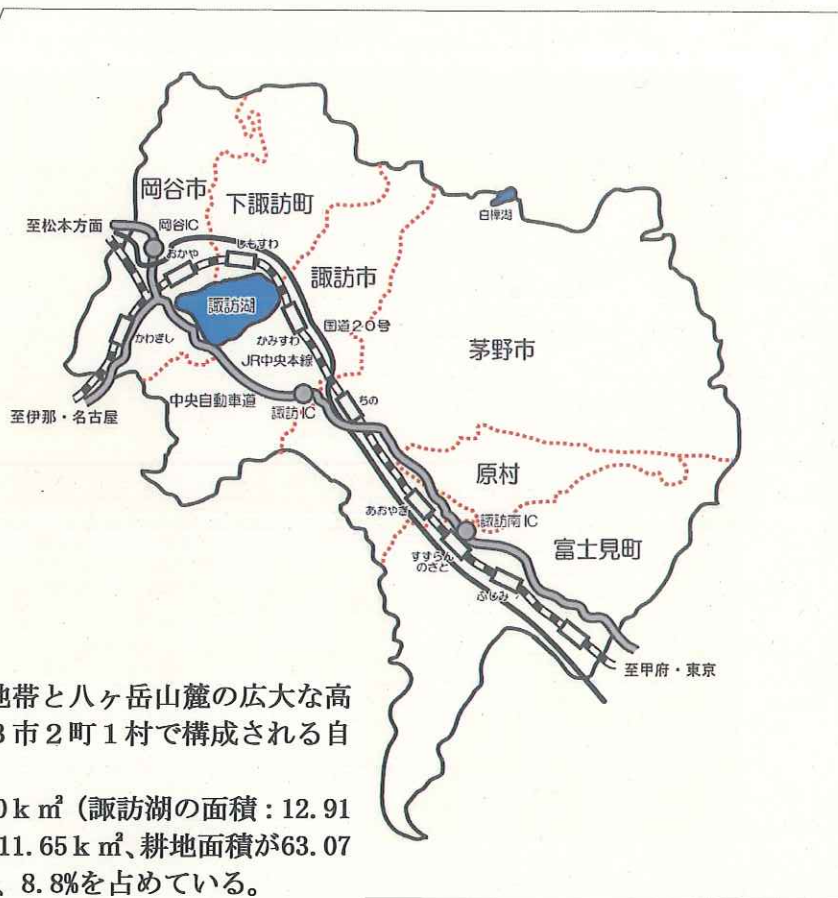 岡谷市
下諏訪町
至松本方面
岡谷IC
白樺湖
おかや
しもすわ
諏訪市
諏訪湖
国道20号
かわぎし
かみすわ
JR中央本線
茅野市
中央自動車道
諏訪IC
ちの
至伊那・名古屋
原村
あおやぎ
諏訪南IC
すずらん
のさと
富士見町
ふじみ
至甲府・東京
地帯と八ヶ岳山麓の広大な高
3市2町1村で構成される自
0k㎡（諏訪湖の面積：12.91
11.65k㎡、耕地面積が63.07
、8.8%を占めている。